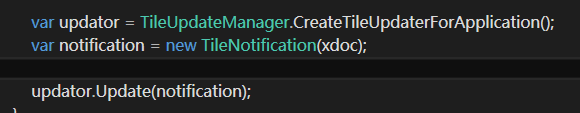 var updator = TileUpdateManager.CreateTileUpdaterForApplication();
var notification = new TileNotification(xdoc);
updator.Update(notification);